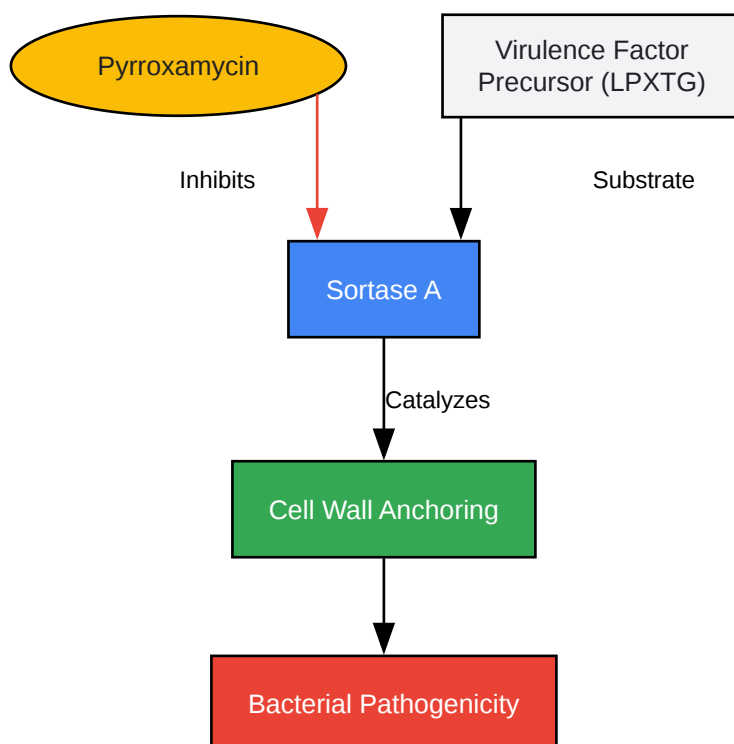 Pyrroxamycin
Virulence Factor
Precursor (LPXTG)
Inhibits
Substrate
Sortase A
Catalyzes
Cell Wall Anchoring
Bacterial Pathogenicity